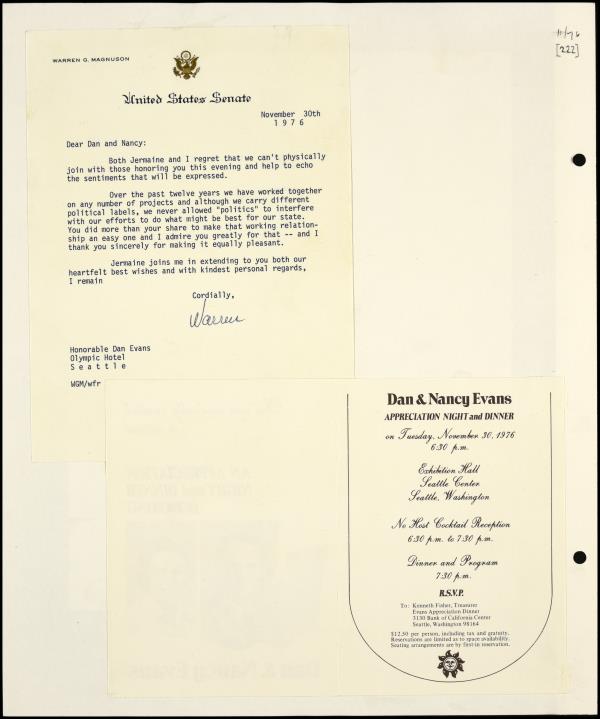 11/76
[222]
WARREN G. MAGNUSON
United States Senate
November 30th
1 9 7 6
Dear Dan and Nancy:
Both Jermaine and I regret that we can't physically
join with those honoring you this evening and help to echo
the sentiments that will be expressed.
Over the past twelve years we have worked together
on any number of projects and although we carry different
political labels, we never allowed "politics" to interfere
with our efforts to do what might be best for our state.
You did more than your share to make that working relation-
ship an easy one and I admire you greatly for that -- and I
thank you sincerely for making it equally pleasant.
Jermaine joins me in extending to you both our
heartfelt best wishes and with kindest personal regards,
I remain
Cordially,
Warren
Honorable Dan Evans
Olympic Hotel
S e a t t l e
WGM/wfr
Dan & Nancy Evans
APPRECIATION NIGHT and DINNER
on Tuesday, November 30, 1976
6:30 p.m.
Exhibition Hall
Seattle Center
Seattle, Washington
No Host Cocktail Reception
6:30 p.m. to 7:30 p.m.
Dinner and Program
7:30 p.m.
R.S.V.P.
To: Kenneth Fisher, Treasurer
Evans Appreciation Dinner
3130 Bank of California Center
Seattle, Washington 98164
$12.50 per person, including tax and gratuity.
Reservations are limited as to space availability.
Seating arrangements are by first-in reservation.